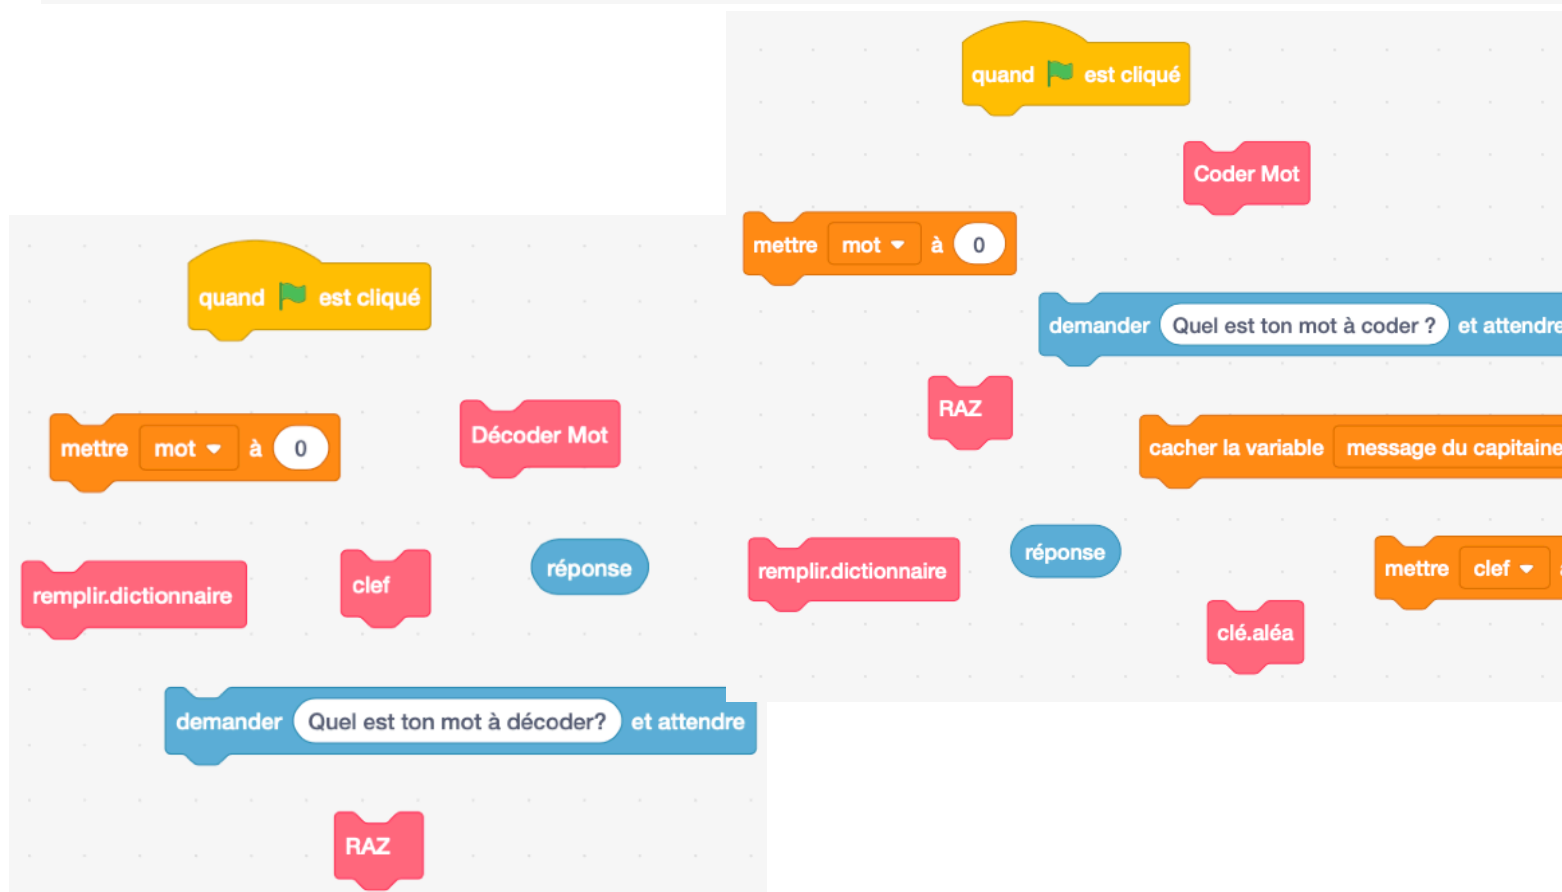 quand est cliqué
Coder Mot
mettre mot à 0
demander Quel est ton mot à coder ? et attendre
RAZ
cacher la variable message du capitaine
remplir.dictionnaire
réponse
mettre clef
clé.aléa
quand est cliqué
mettre mot à 0
Décoder Mot
remplir.dictionnaire
clef
réponse
demander Quel est ton mot à décoder? et attendre
RAZ